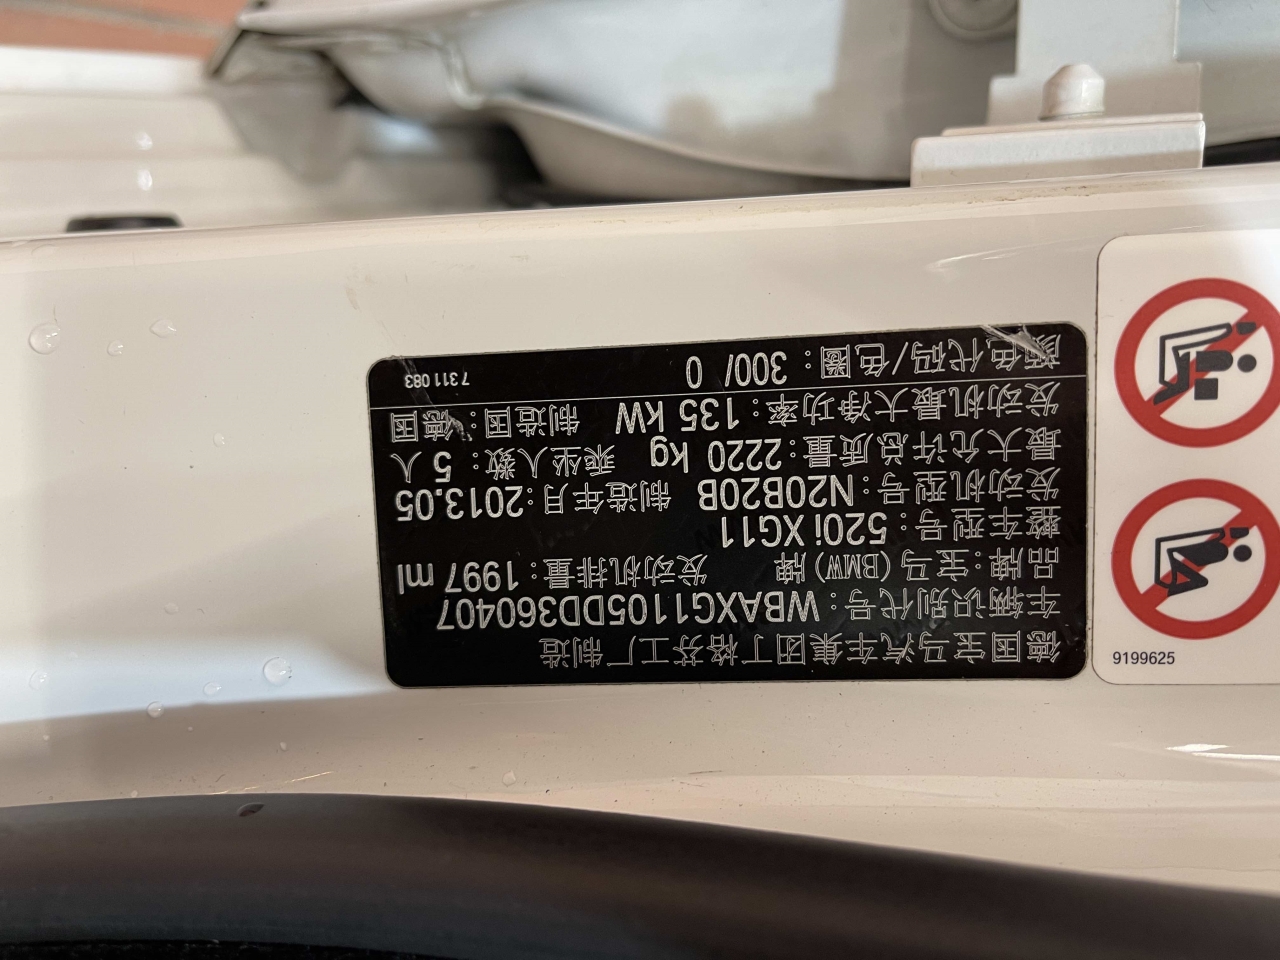 德国宝马汽车集团丁格芬工厂 制造
车辆识别代号：WBAXG1105DD360407
品牌：宝马（BMW）牌 发动机排量：1997 ml
整车型号：520i XG11
发动机型号：N20B20B 制造年月：2013.05
最大允许总质量：2220 kg 乘坐人数：5 人
发动机最大净功率：135 kW 制造国：德国
颜色代码/色圈：300/ 0 7 311 083
9199625